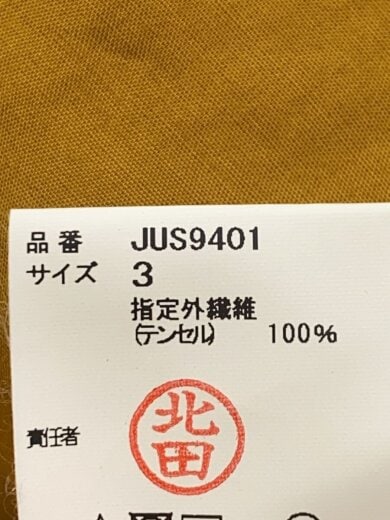 品番 JUS9401
サイズ 3
指定外繊維
(テンセル) 100%
責任者
北田